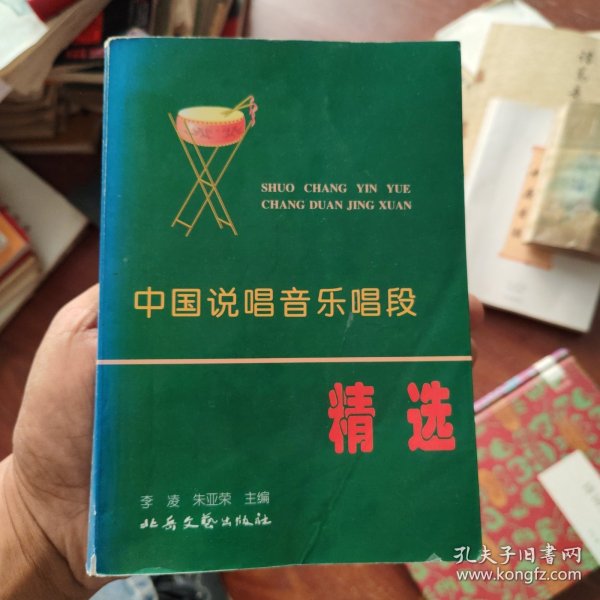 SHUO CHANG YIN YUE
CHANG DUAN JING XUAN
中国说唱音乐唱段
精选
李凌 朱亚荣 主编
北岳文艺出版社
孔夫子旧书网
www.kongfz.com